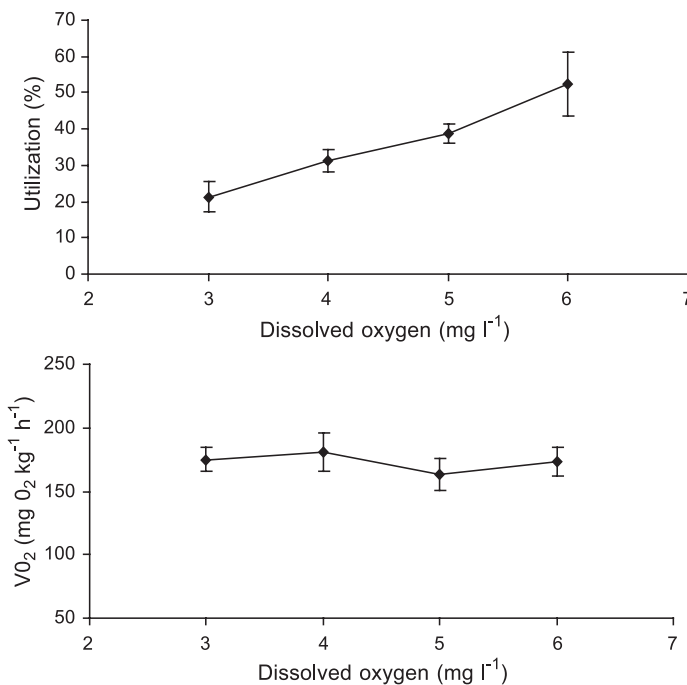 70
60
50
40
30
20
10
0
Utilization (%)
2 3 4 5 6 7
Dissolved oxygen (mg l⁻¹)
250
200
150
100
50
V0₂ (mg 0₂ kg⁻¹ h⁻¹)
2 3 4 5 6 7
Dissolved oxygen (mg l⁻¹)